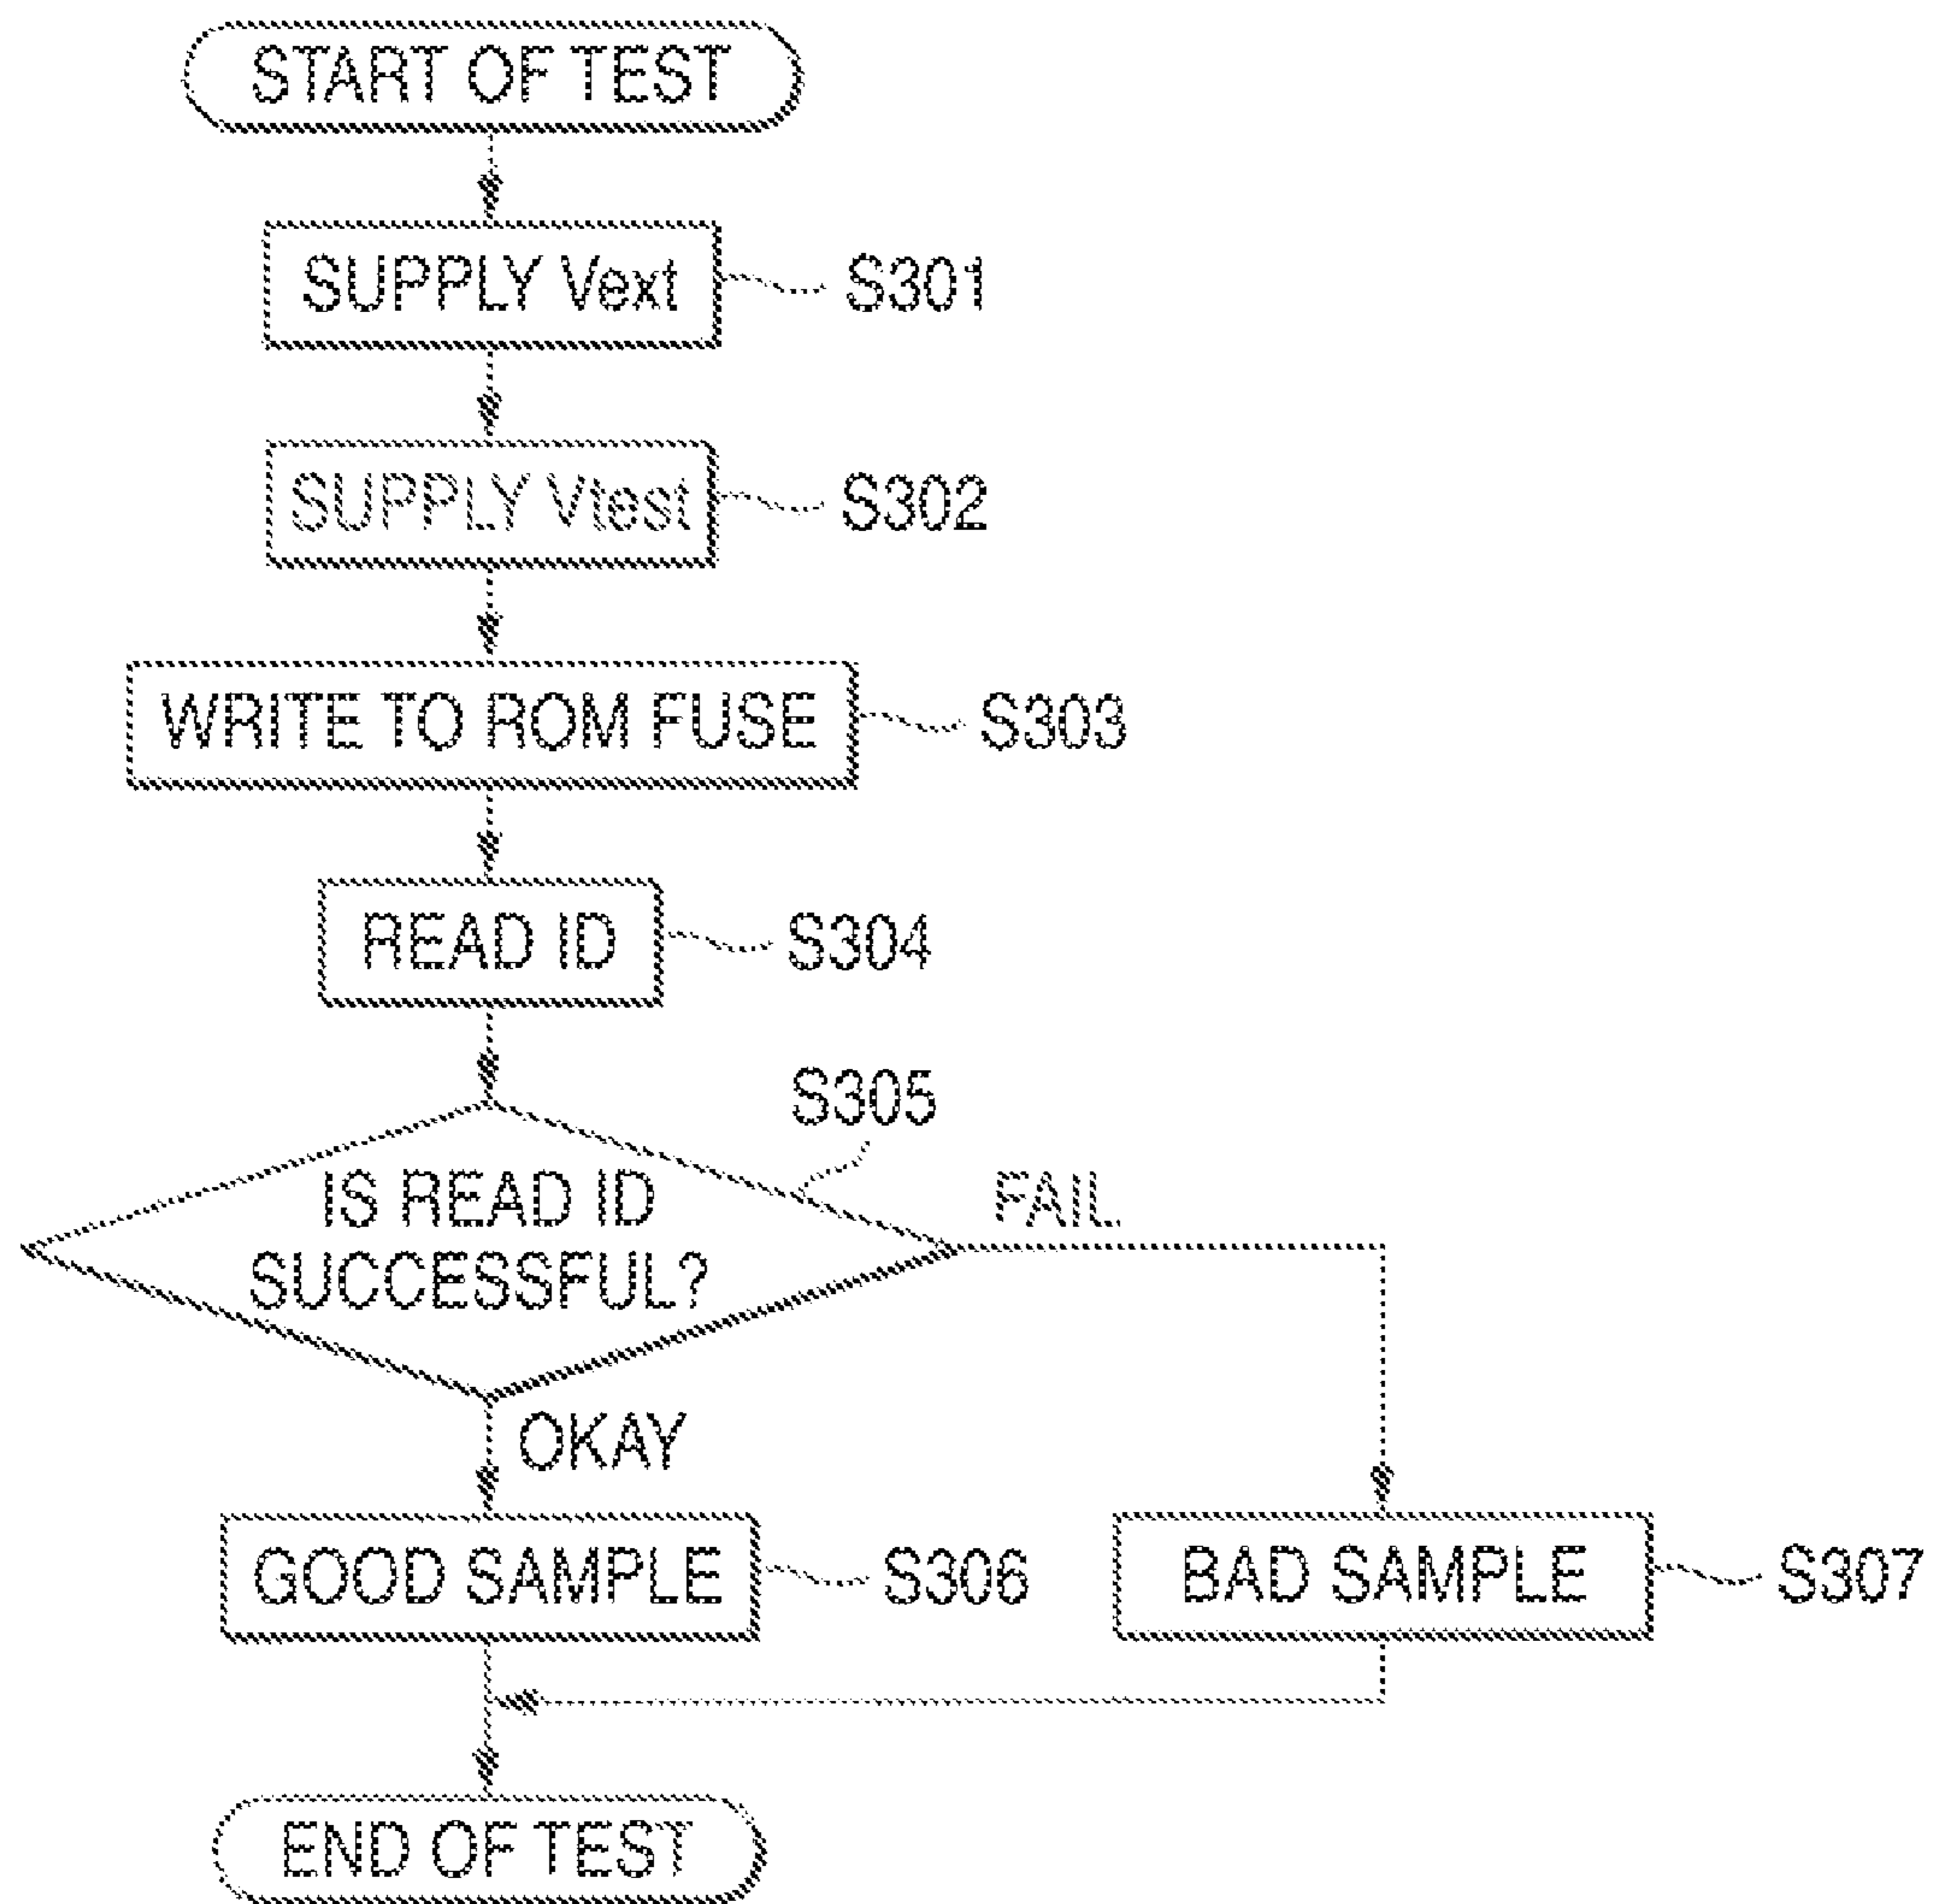 START OF TEST
SUPPLY Vext
S301
SUPPLY Vtest
S302
WRITE TO ROM FUSE
S303
READ ID
S304
S305
IS READ ID
SUCCESSFUL?
FAIL
OKAY
GOOD SAMPLE
S306
BAD SAMPLE
S307
END OF TEST